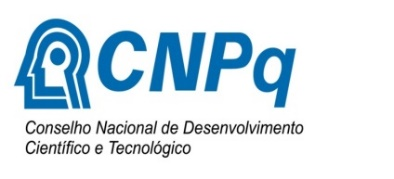 CNPq
Conselho Nacional de Desenvolvimento
Científico e Tecnológico